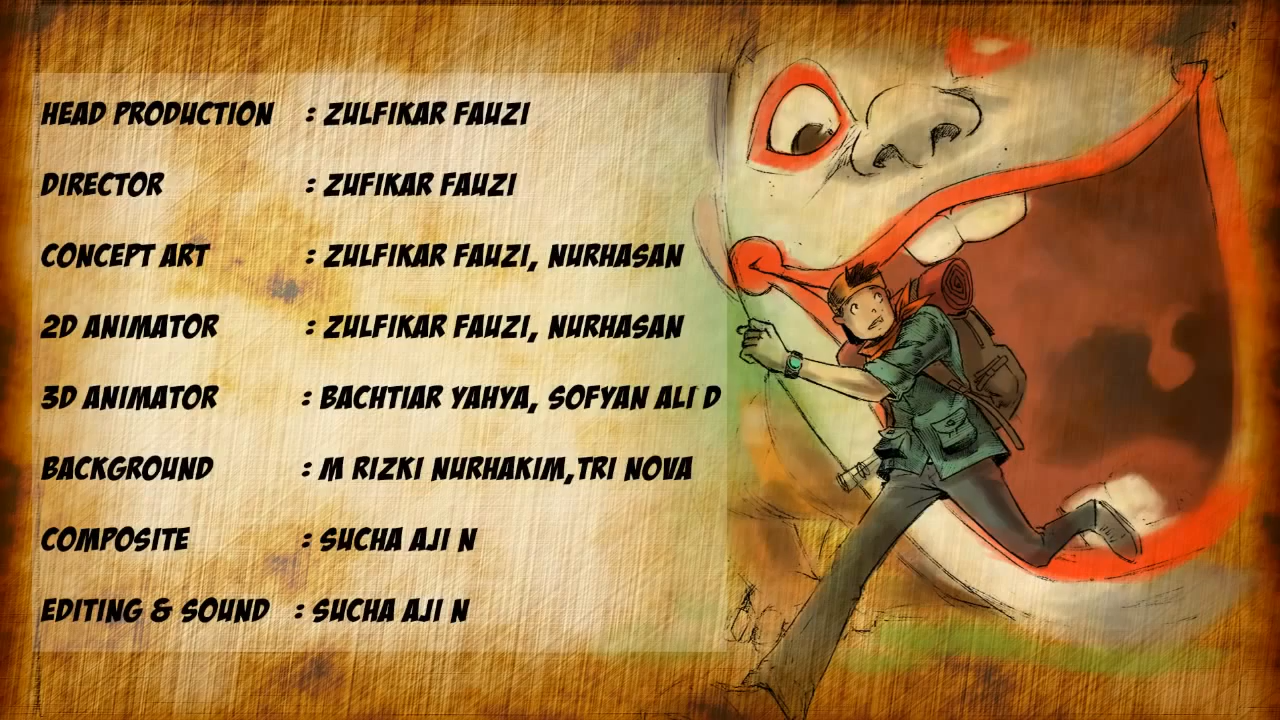 HEAD PRODUCTION : ZULFIKAR FAUZI
DIRECTOR : ZUFIKAR FAUZI
CONCEPT ART : ZULFIKAR FAUZI, NURHASAN
2D ANIMATOR : ZULFIKAR FAUZI, NURHASAN
3D ANIMATOR : BACHTIAR YAHYA, SOFYAN ALI D
BACKGROUND : M RIZKI NURHAKIM,TRI NOVA
COMPOSITE : SUCHA AJI N
EDITING & SOUND : SUCHA AJI N